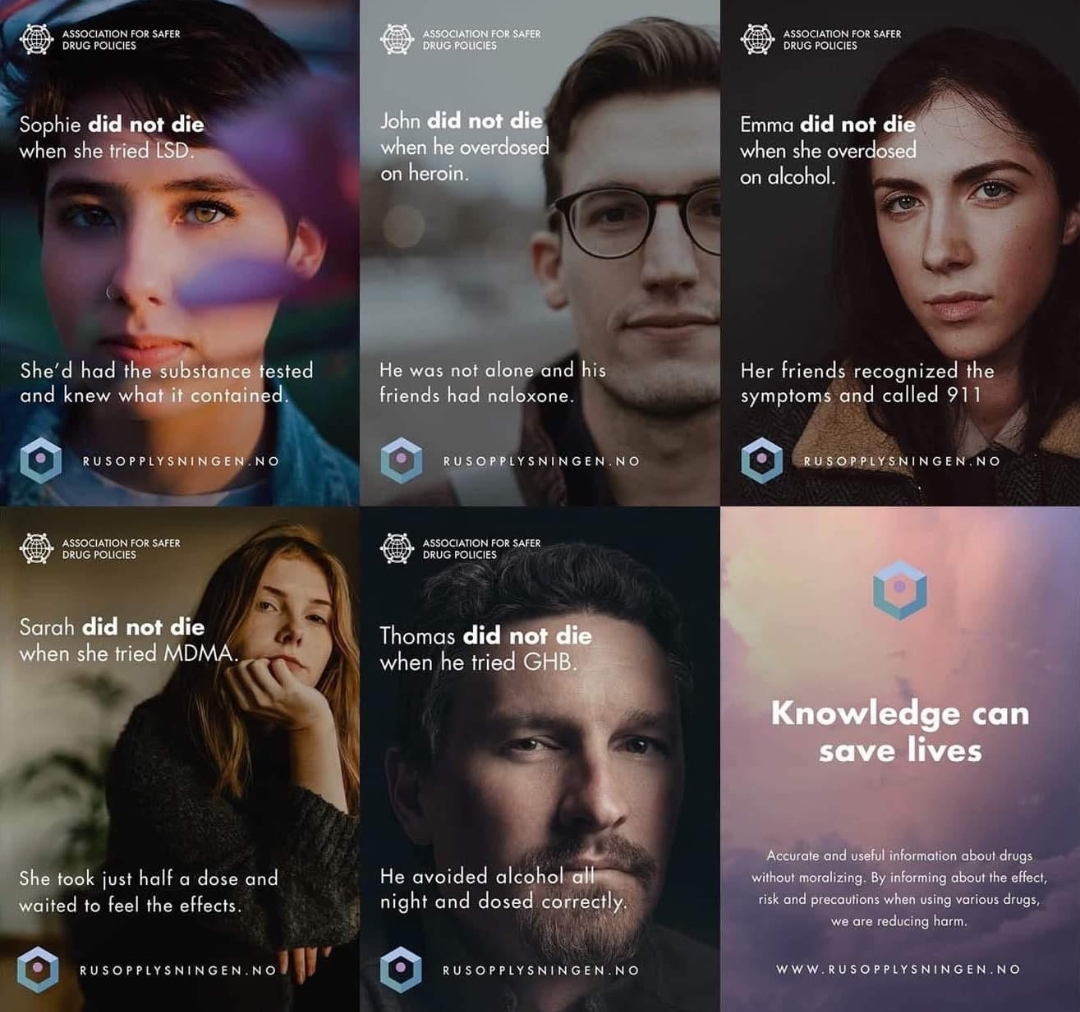 ASSOCIATION FOR SAFER
DRUG POLICIES
Sophie did not die
when she tried LSD.
She'd had the substance tested
and knew what it contained.
RUSOPPLYSNINGEN.NO
ASSOCIATION FOR SAFER
DRUG POLICIES
John did not die
when he overdosed
on heroin.
He was not alone and his
friends had naloxone.
RUSOPPLYSNINGEN.NO
ASSOCIATION FOR SAFER
DRUG POLICIES
Emma did not die
when she overdosed
on alcohol.
Her friends recognized the
symptoms and called 911
RUSOPPLYSNINGEN.NO
ASSOCIATION FOR SAFER
DRUG POLICIES
Sarah did not die
when she tried MDMA.
She took just half a dose and
waited to feel the effects.
RUSOPPLYSNINGEN.NO
ASSOCIATION FOR SAFER
DRUG POLICIES
Thomas did not die
when he tried GHB.
He avoided alcohol all
night and dosed correctly.
RUSOPPLYSNINGEN.NO
Knowledge can
save lives
Accurate and useful information about drugs
without moralizing. By informing about the effect,
risk and precautions when using various drugs,
we are reducing harm.
WWW.RUSOPPLYSNINGEN.NO